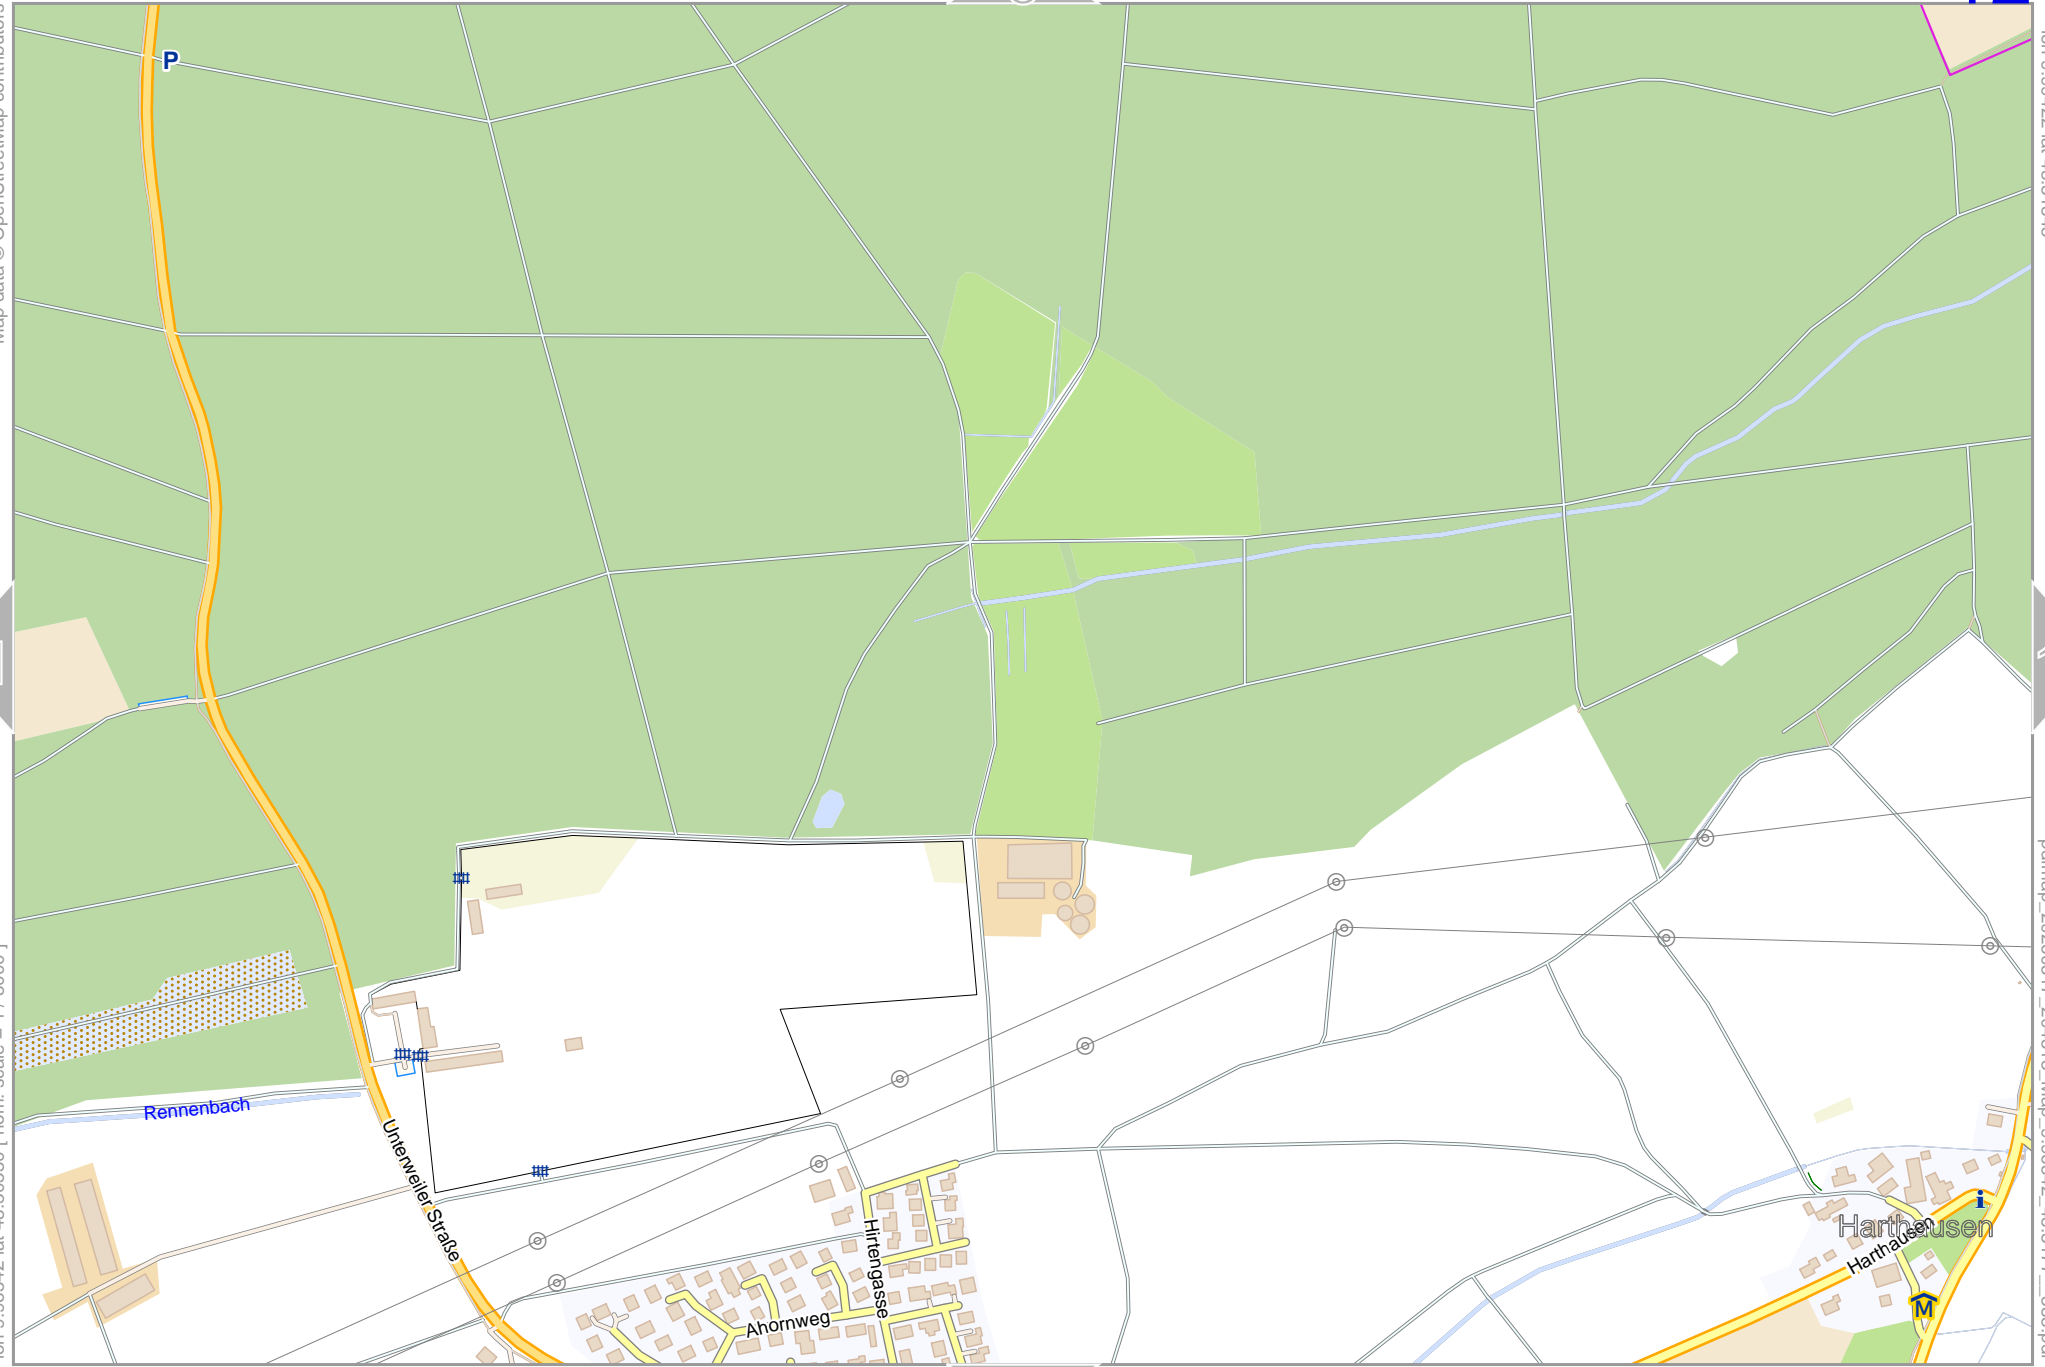 P
Rennenbach
Unterweiler Straße
Hirtengasse
Ahornweg
Harthausen
Harthausen
i
M